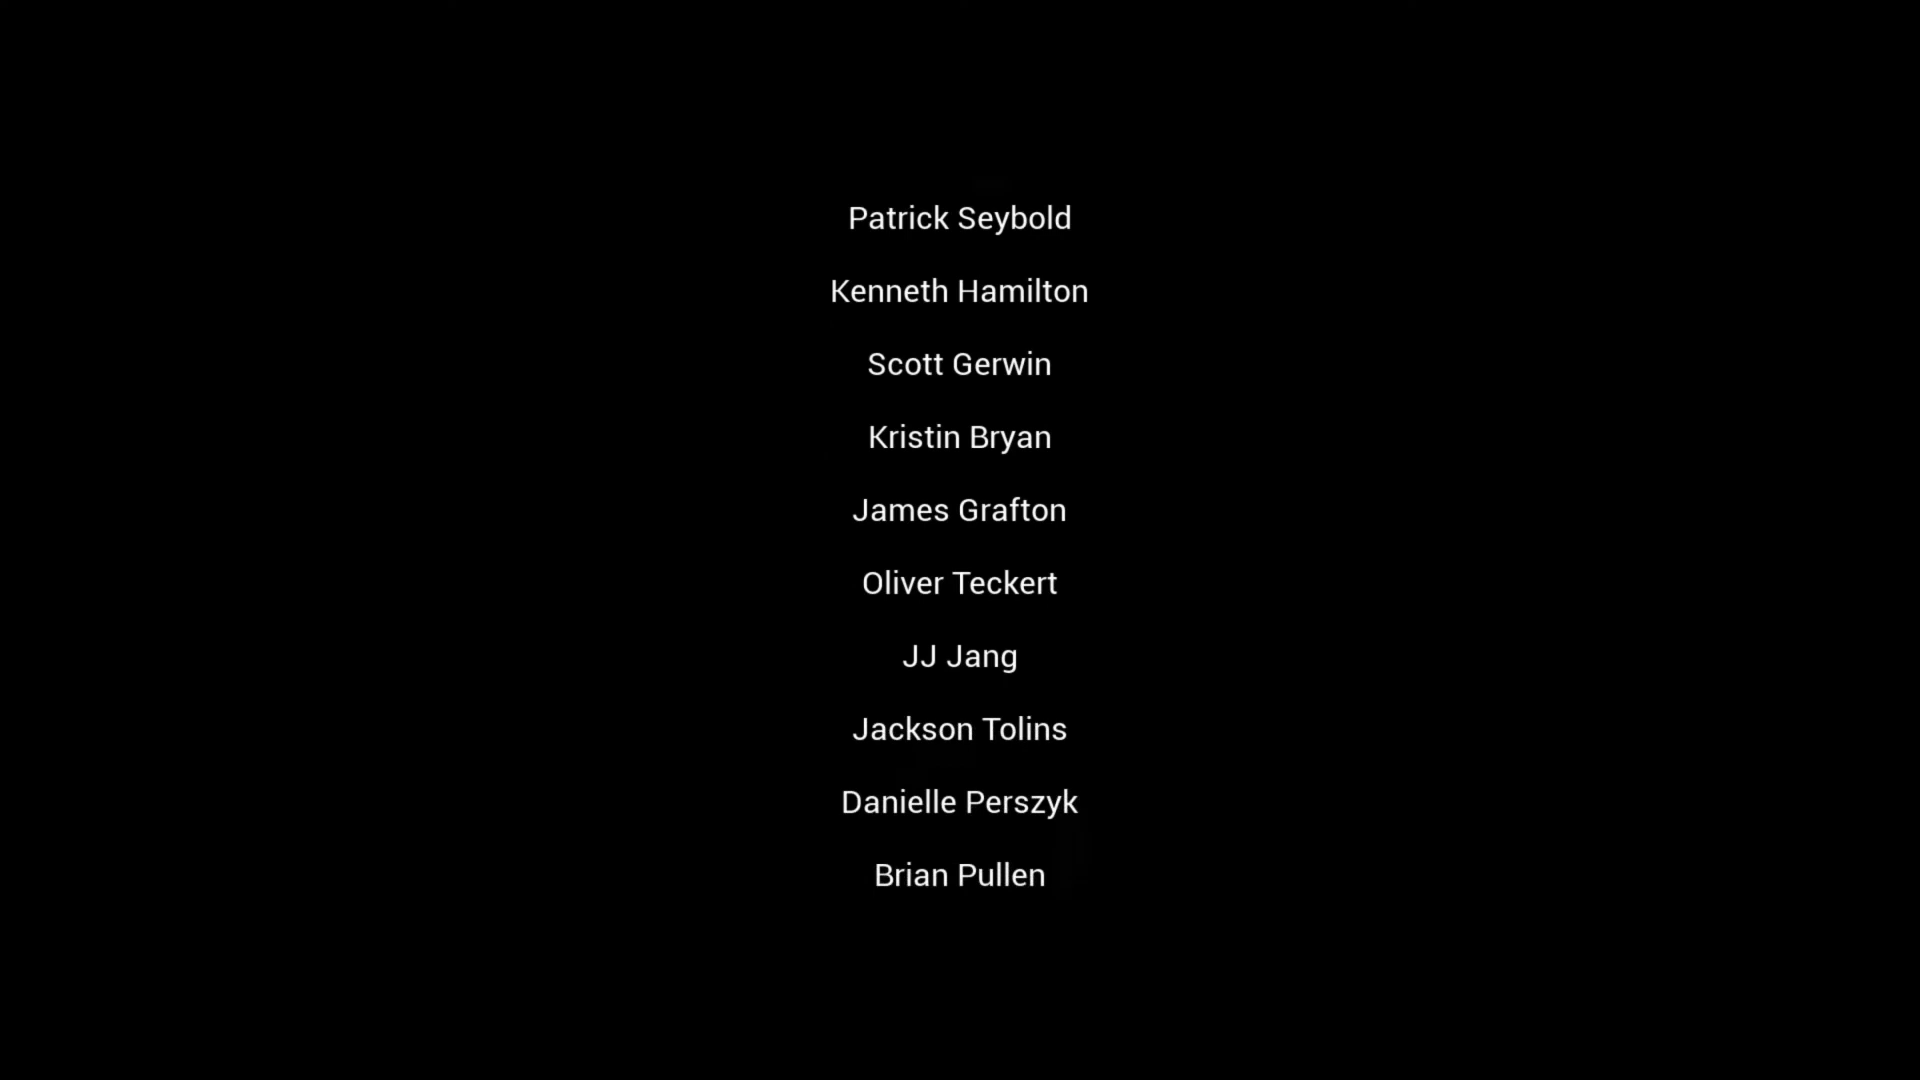 Patrick Seybold
Kenneth Hamilton
Scott Gerwin
Kristin Bryan
James Grafton
Oliver Teckert
JJ Jang
Jackson Tolins
Danielle Perszyk
Brian Pullen